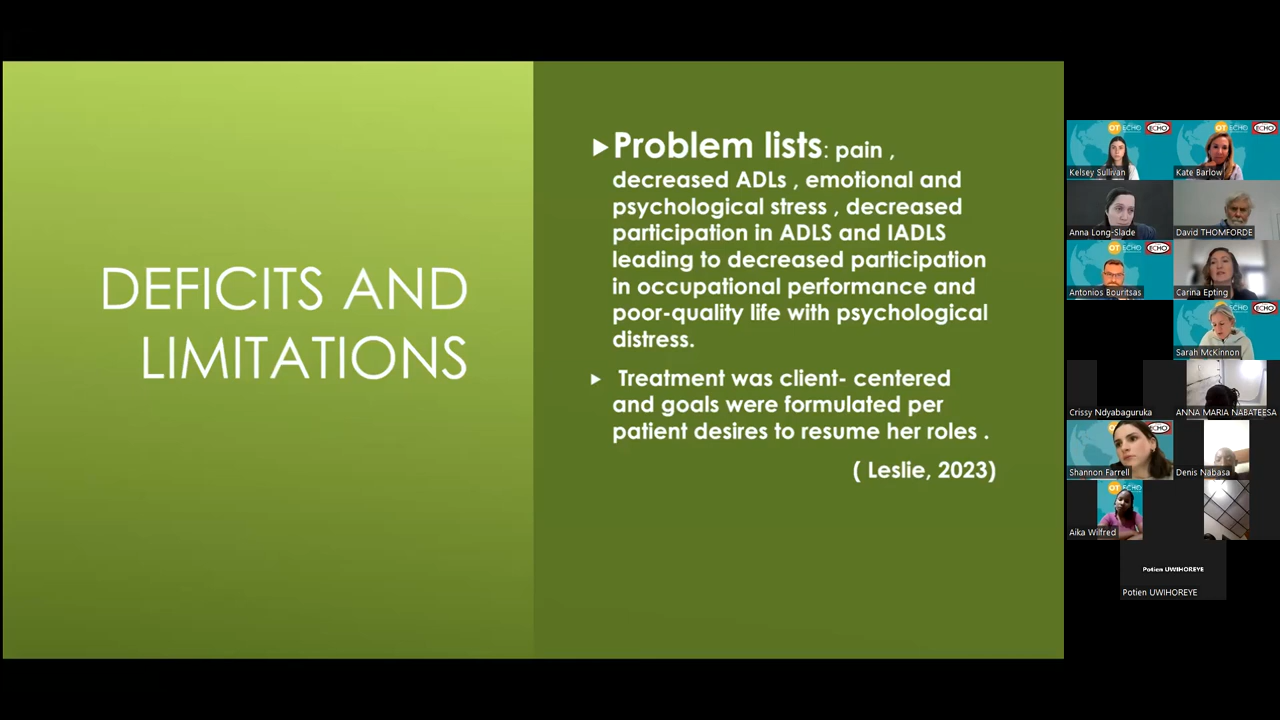 DEFICITS AND
LIMITATIONS
Problem lists: pain ,
decreased ADLs , emotional and
psychological stress , decreased
participation in ADLS and IADLS
leading to decreased participation
in occupational performance and
poor-quality life with psychological
distress.
Treatment was client- centered
and goals were formulated per
patient desires to resume her roles .
( Leslie, 2023)
Kelsey Sullivan
Kate Barlow
Anna Long-Slade
David THOMFORDE
Antonios Bouritsas
Carina Epting
Sarah McKinnon
Crissy Ndyabaguruka
ANNA MARIA NABATEESA
Shannon Farrell
Denis Nabasa
Aika Wilfred
Potien UWIHOREYE
Potien UWIHOREYE